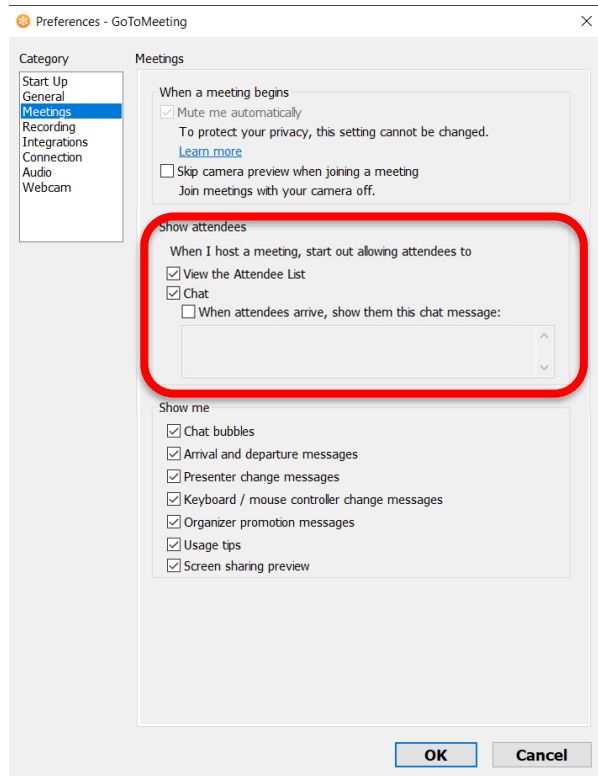 Preferences - GoToMeeting
Category
Meetings
Start Up
General
Meetings
Recording
Integrations
Connection
Audio
Webcam
When a meeting begins
Mute me automatically
To protect your privacy, this setting cannot be changed.
Learn more
Skip camera preview when joining a meeting
Join meetings with your camera off.
Show attendees
When I host a meeting, start out allowing attendees to
View the Attendee List
Chat
When attendees arrive, show them this chat message:
Show me
Chat bubbles
Arrival and departure messages
Presenter change messages
Keyboard / mouse controller change messages
Organizer promotion messages
Usage tips
Screen sharing preview
OK
Cancel